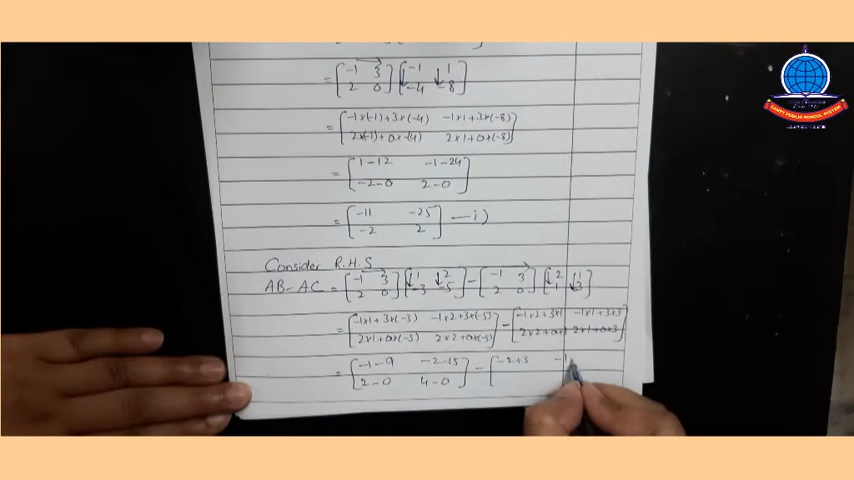 = [-1 3 2 0] [-1 1 -4 -8]
= [-1×(-1)+3×(-4) -1×1+3×(-8)
2×(-1)+0×-(4) 2×1+0×(-8)]
= [1-12 -1-24
-2-0 2-0]
= [-11 -25 -2 2] — i)
Consider R.H.S
AB-AC = [-1 3 2 0] [1 2 -3 -5] - [-1 3 2 0] [2 1 1 3]
= [-1×1+3×(-3) -1×2+3×(-5) - [-1×2+3×1 -1×1+3×3
2×1+0×(-3) 2×2+0×(-5)] 2×2+0×1 2×1+0×3]
= [-1-9 -2-15 - [-2+3 -1
2-0 4-0]
SANTT PUBLIC SCHOOL SYSTEM